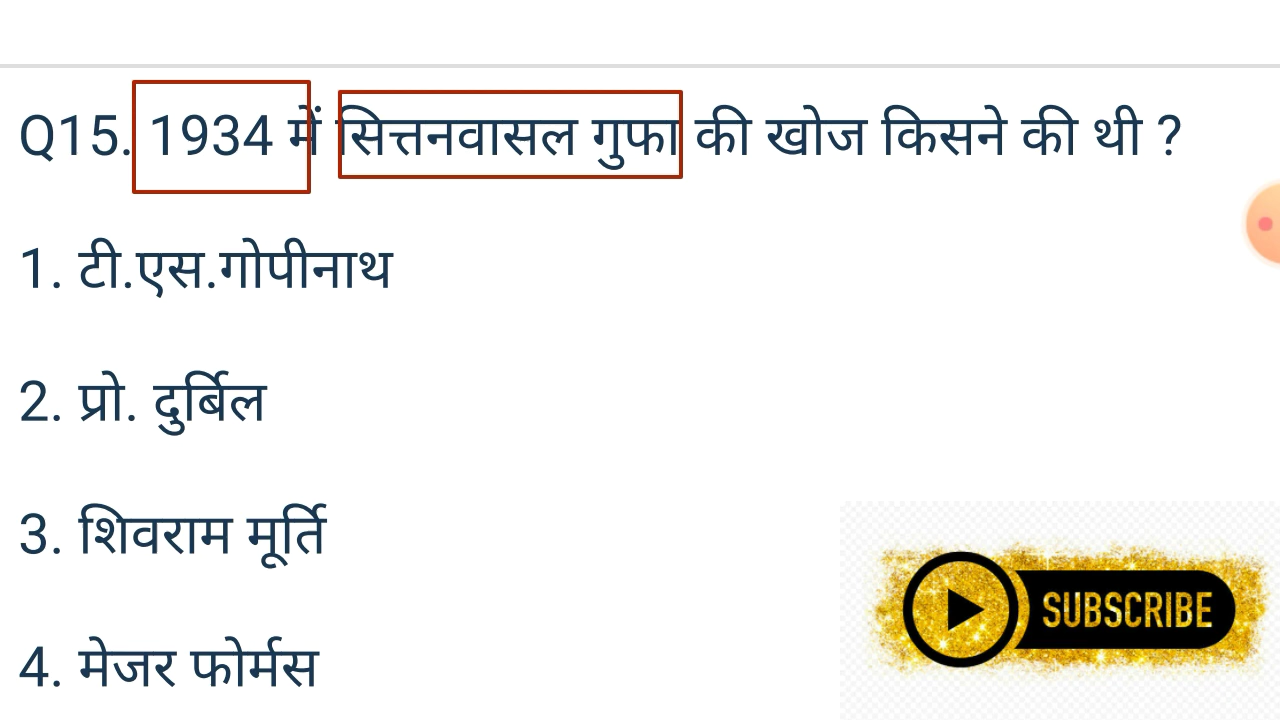 Q15. 1934 में सित्तनवासल गुफा की खोज किसने की थी ?
1. टी.एस.गोपीनाथ
2. प्रो. दुर्बिल
3. शिवराम मूर्ति
4. मेजर फोर्मस
SUBSCRIBE